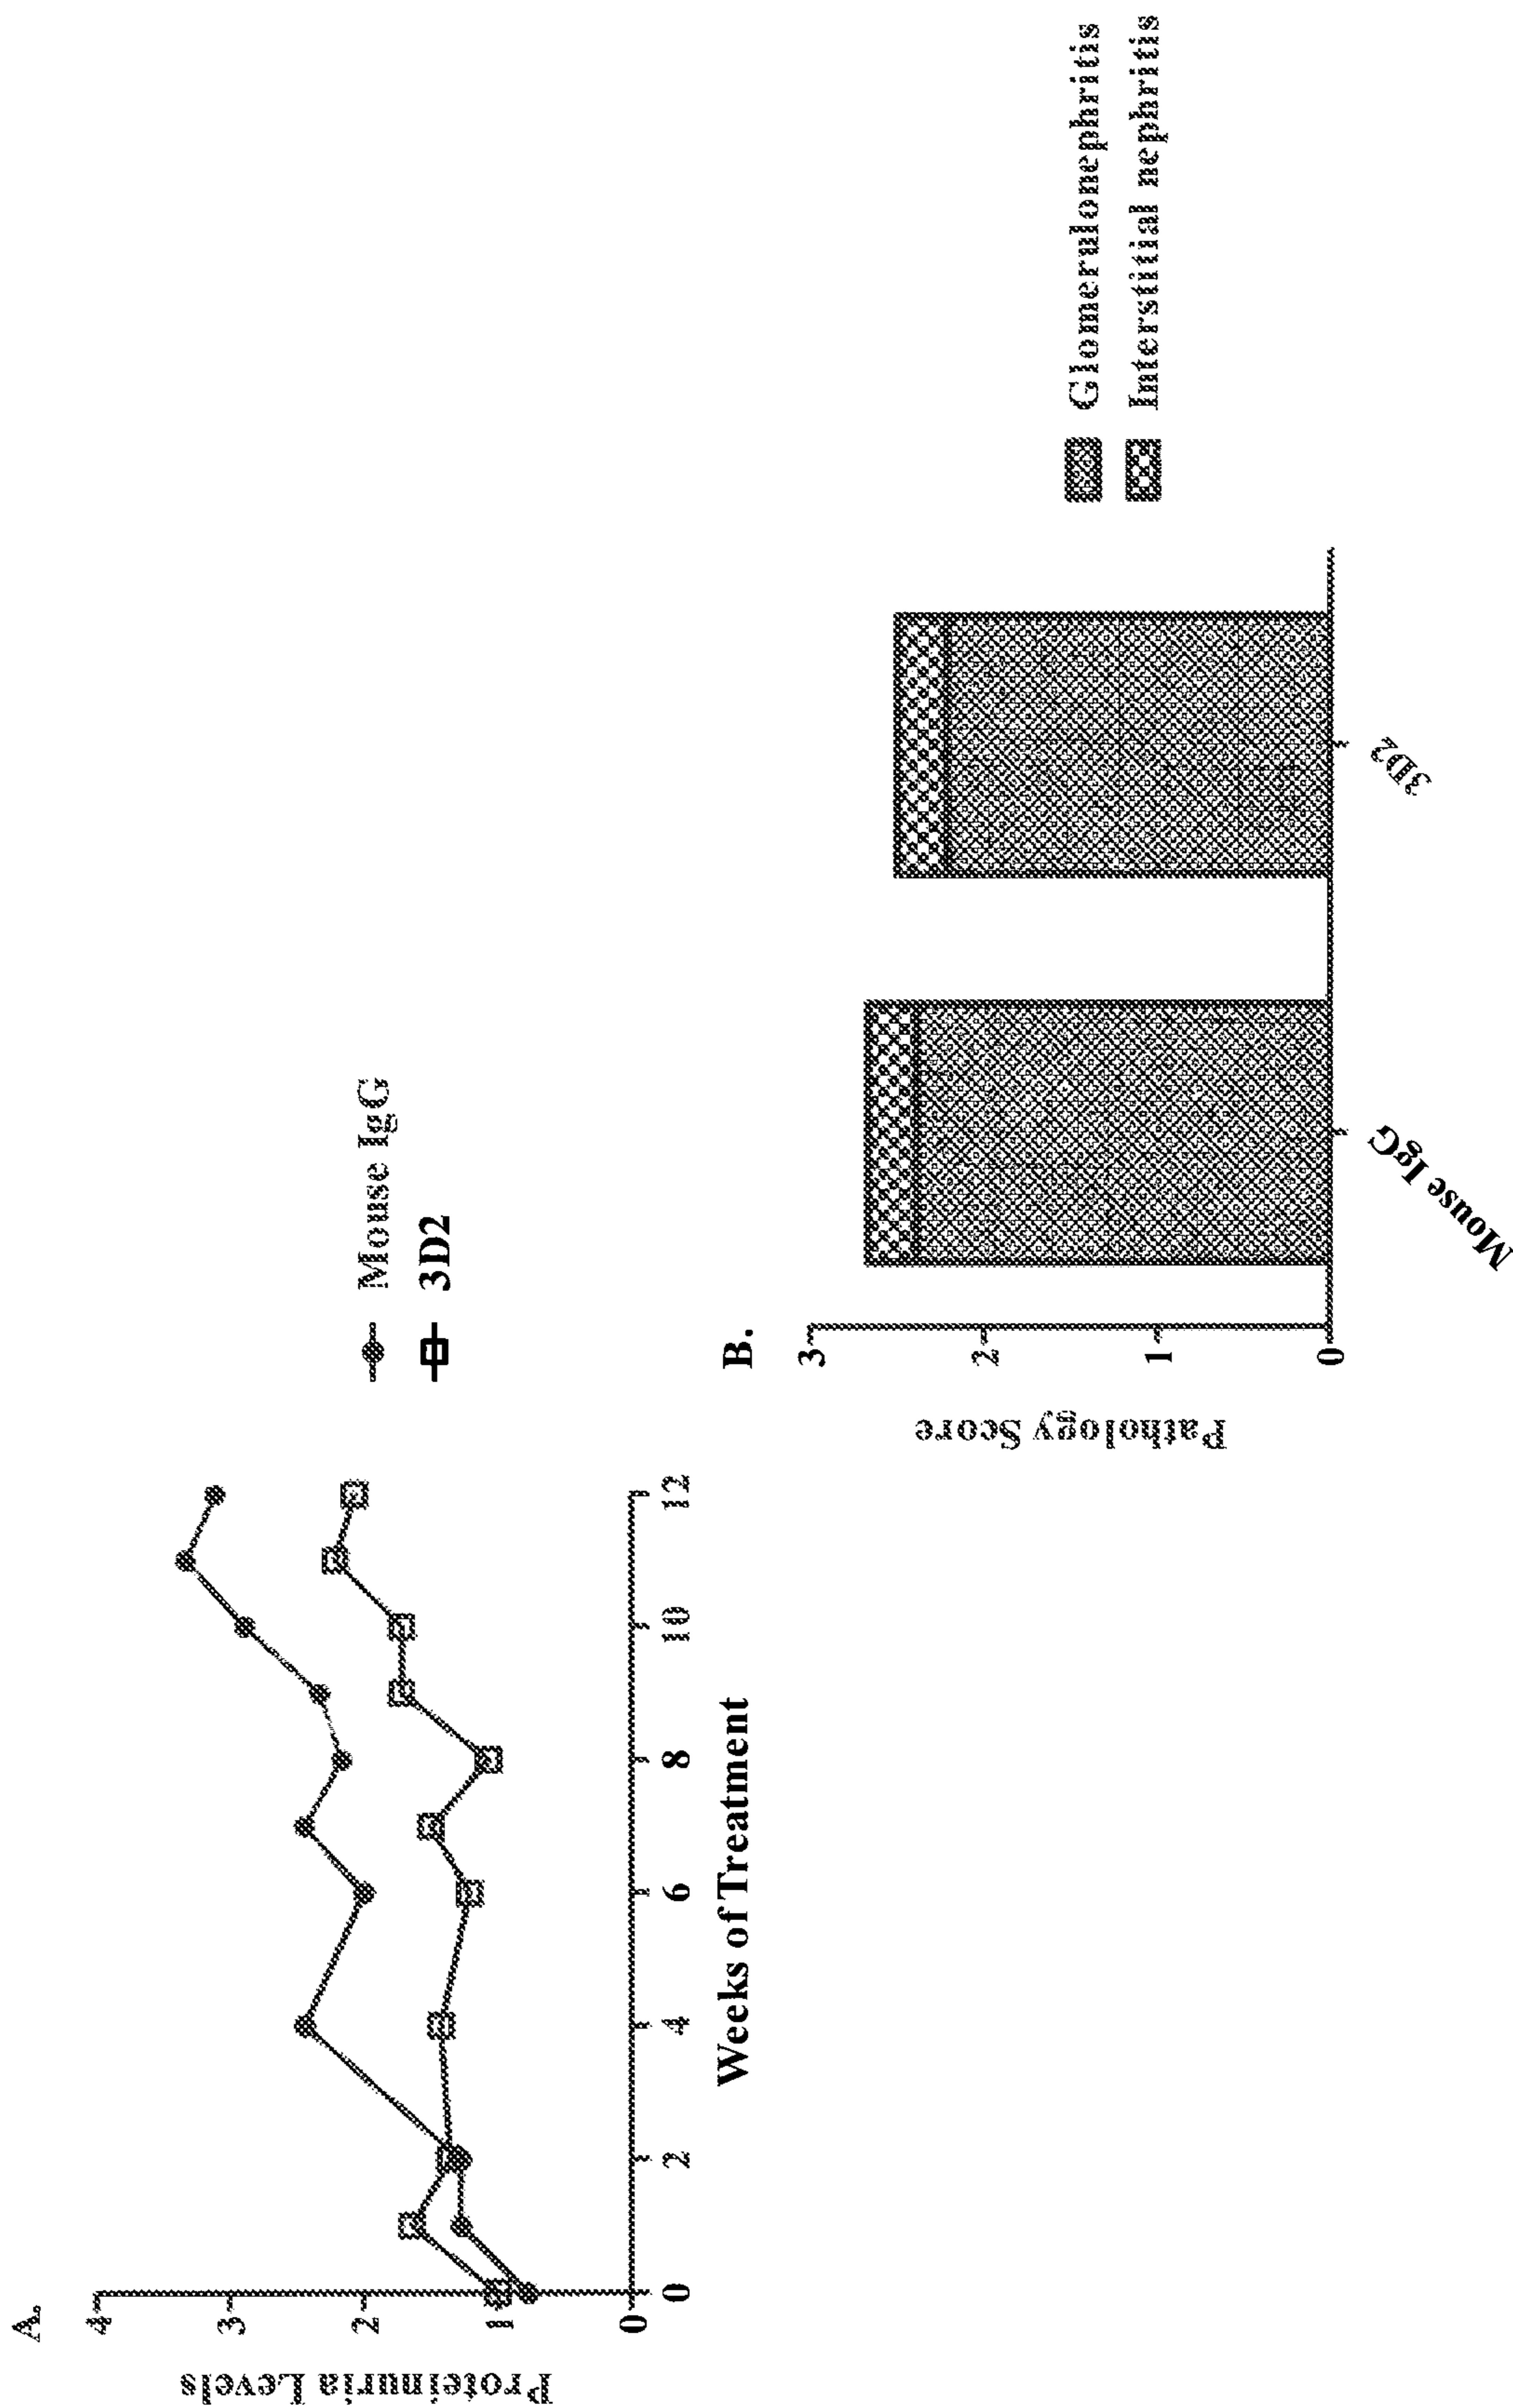 A.
Proteinuria Levels
4
3
2
1
0
0 2 4 6 8 10 12
Weeks of Treatment
Mouse IgG
3D2
B.
Pathology Score
3
2
1
0
Mouse IgG
3D2
Glomerulonephritis
Interstitial nephritis